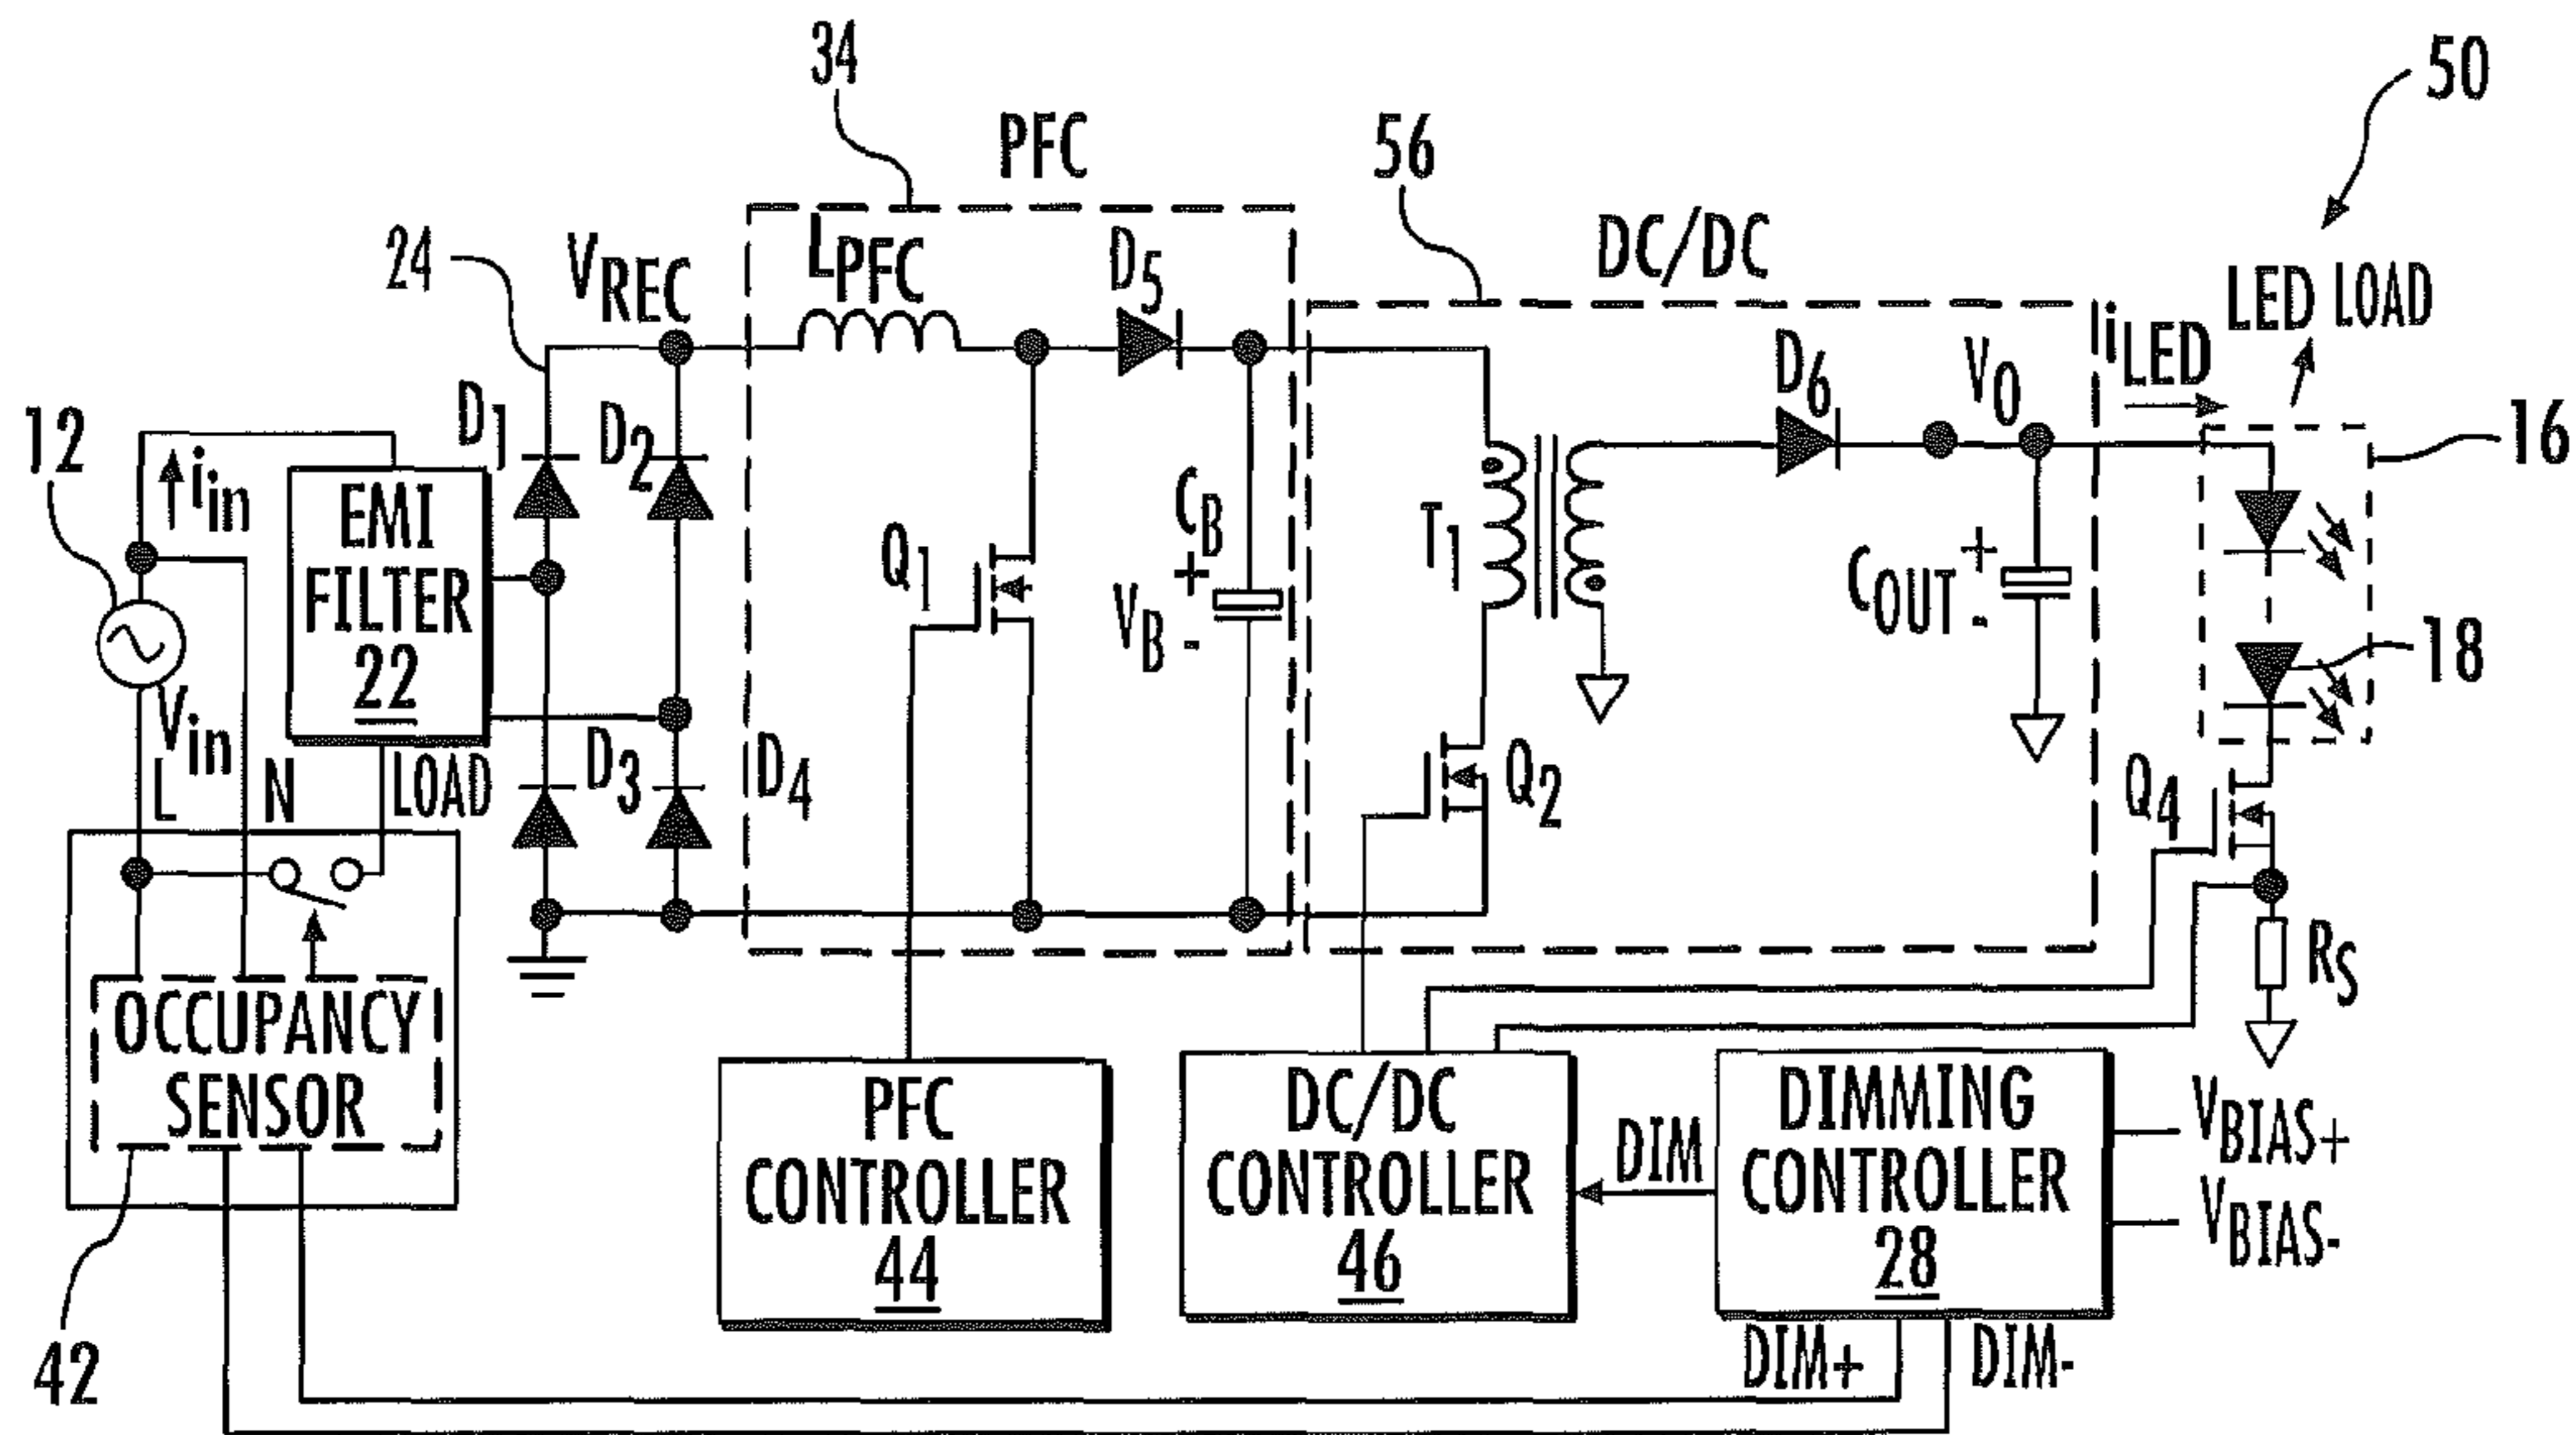 34
50
PFC
56
DC/DC
24
VREC
LPFC
D5
LED LOAD
iLED
12
iin
D1
D2
D6
VO
16
EMI
FILTER
22
Q1
CB
+
VB
-
T1
COUT
+
-
18
Vin
L
N
LOAD
D3
D4
Q2
Q4
RS
OCCUPANCY
SENSOR
42
PFC
CONTROLLER
44
DC/DC
CONTROLLER
46
DIM
DIMMING
CONTROLLER
28
VBIAS+
VBIAS-
DIM+
DIM-